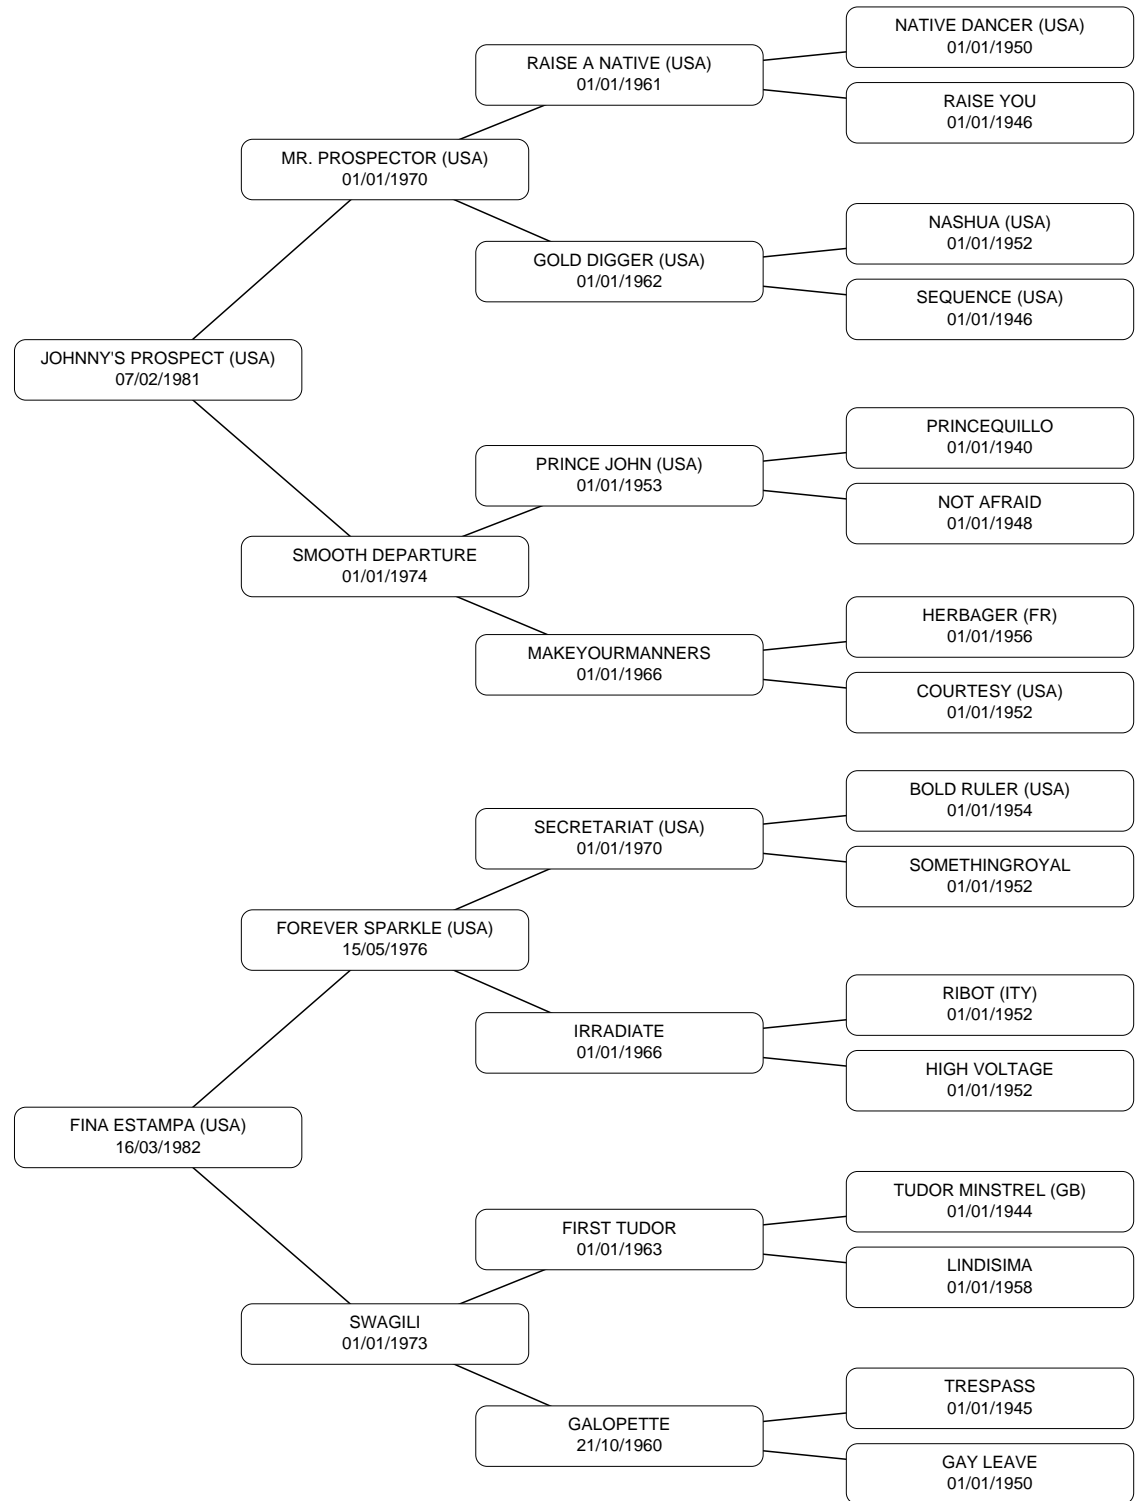 NATIVE DANCER (USA)
01/01/1950
RAISE A NATIVE (USA)
01/01/1961
RAISE YOU
01/01/1946
MR. PROSPECTOR (USA)
01/01/1970
NASHUA (USA)
01/01/1952
GOLD DIGGER (USA)
01/01/1962
SEQUENCE (USA)
01/01/1946
JOHNNY'S PROSPECT (USA)
07/02/1981
PRINCEQUILLO
01/01/1940
PRINCE JOHN (USA)
01/01/1953
NOT AFRAID
01/01/1948
SMOOTH DEPARTURE
01/01/1974
HERBAGER (FR)
01/01/1956
MAKEYOURMANNERS
01/01/1966
COURTESY (USA)
01/01/1952
BOLD RULER (USA)
01/01/1954
SECRETARIAT (USA)
01/01/1970
SOMETHINGROYAL
01/01/1952
FOREVER SPARKLE (USA)
15/05/1976
RIBOT (ITY)
01/01/1952
IRRADIATE
01/01/1966
HIGH VOLTAGE
01/01/1952
FINA ESTAMPA (USA)
16/03/1982
TUDOR MINSTREL (GB)
01/01/1944
FIRST TUDOR
01/01/1963
LINDISIMA
01/01/1958
SWAGILI
01/01/1973
TRESPASS
01/01/1945
GALOPETTE
21/10/1960
GAY LEAVE
01/01/1950